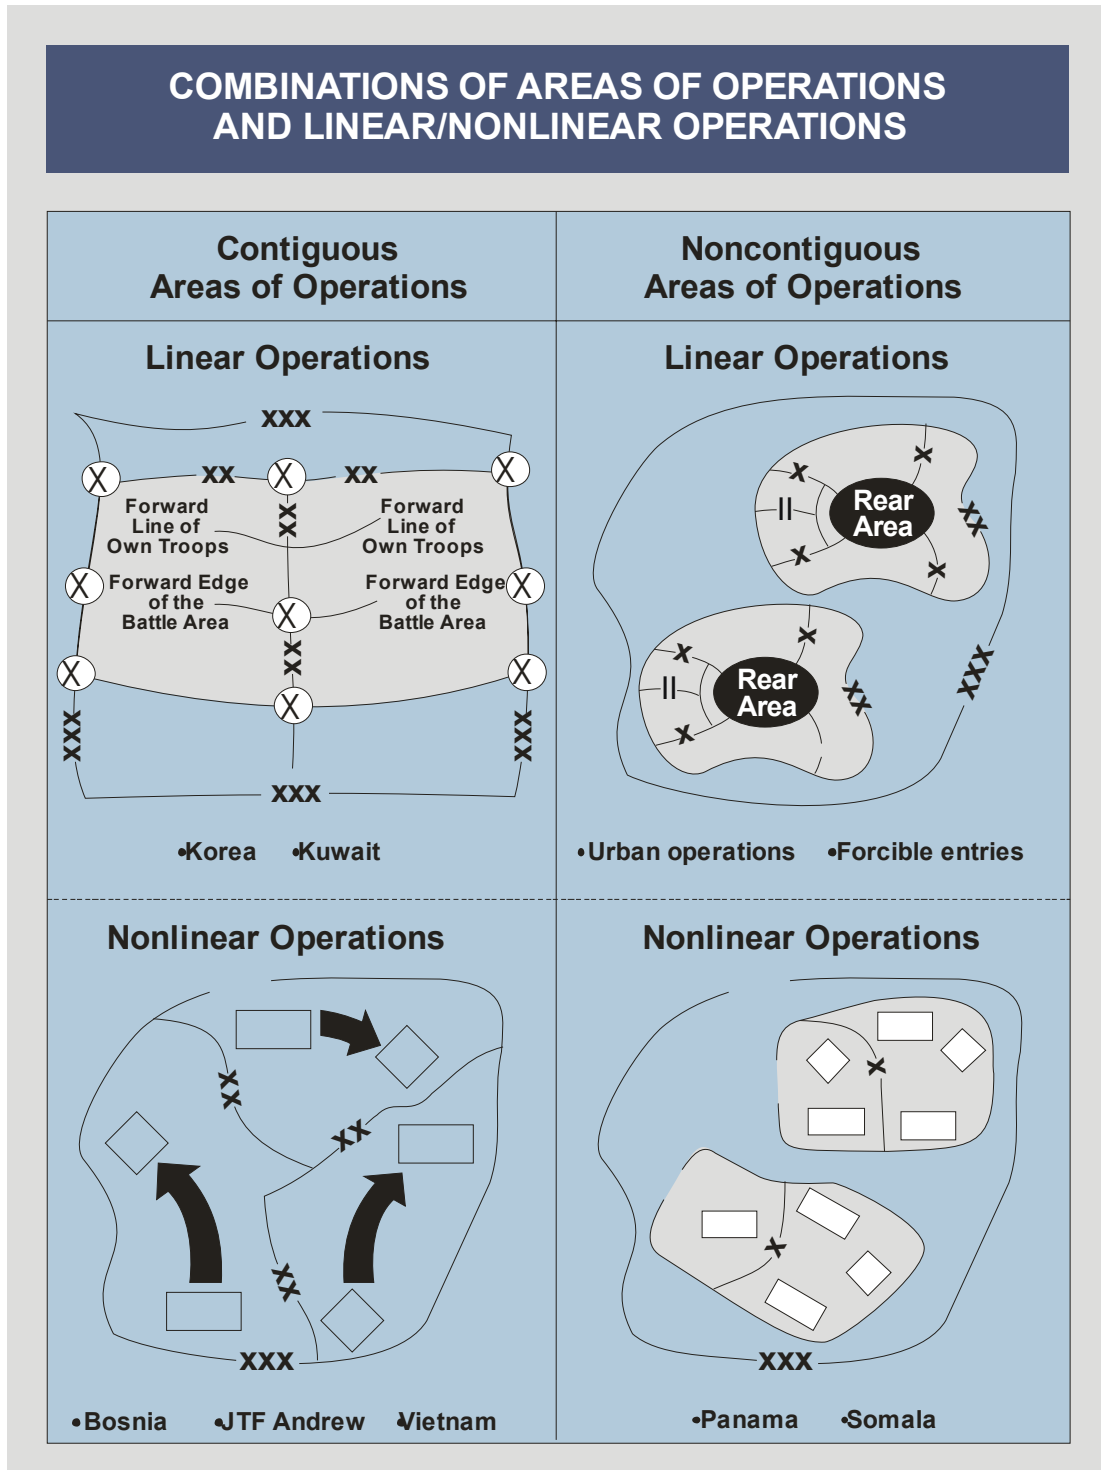 COMBINATIONS OF AREAS OF OPERATIONS
AND LINEAR/NONLINEAR OPERATIONS
Contiguous
Areas of Operations
Noncontiguous
Areas of Operations
Linear Operations
XXX
X
XX
X
XX
X
Forward
Line of
Own Troops
XX
Forward
Line of
Own Troops
X
Forward Edge
of the
Battle Area
X
Forward Edge
of the
Battle Area
X
XX
X
X
X
XXX
XXX
XXX
•Korea •Kuwait
Linear Operations
X
X
II
Rear
Area
XX
X
X
X
X
II
Rear
Area
XX
X
XXX
•Urban operations •Forcible entries
Nonlinear Operations
XX
XX
XX
XXX
•Bosnia •JTF Andrew •Vietnam
Nonlinear Operations
X
X
XXX
•Panama •Somala